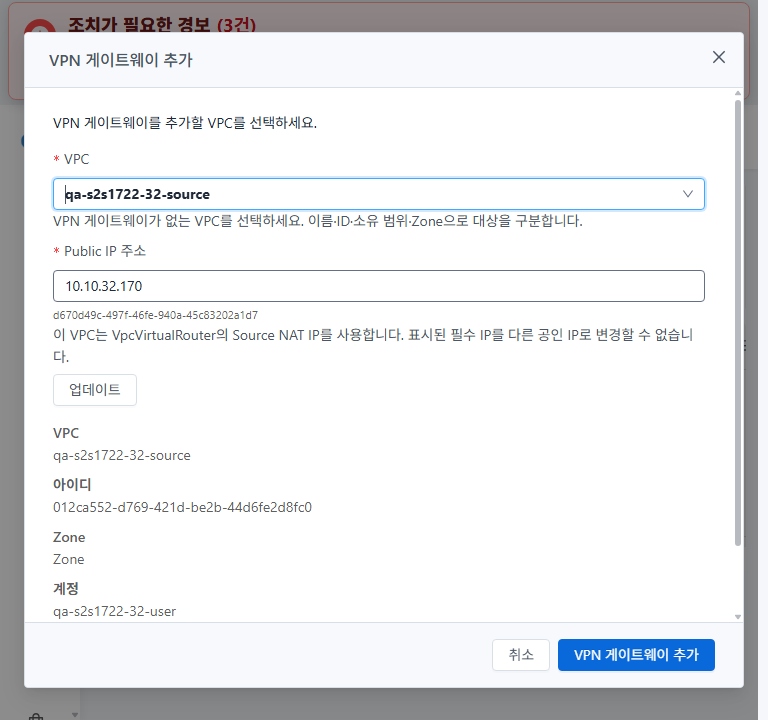 조치가 필요한 경보 (3건)
VPN 게이트웨이 추가
VPN 게이트웨이를 추가할 VPC를 선택하세요.
* VPC
qa-s2s1722-32-source
VPN 게이트웨이가 없는 VPC를 선택하세요. 이름·ID·소유 범위·Zone으로 대상을 구분합니다.
* Public IP 주소
10.10.32.170
d670d49c-497f-46fe-940a-45c83202a1d7
이 VPC는 VpcVirtualRouter의 Source NAT IP를 사용합니다. 표시된 필수 IP를 다른 공인 IP로 변경할 수 없습니
다.
업데이트
VPC
qa-s2s1722-32-source
아이디
012ca552-d769-421d-be2b-44d6fe2d8fc0
Zone
Zone
계정
qa-s2s1722-32-user
취소
VPN 게이트웨이 추가